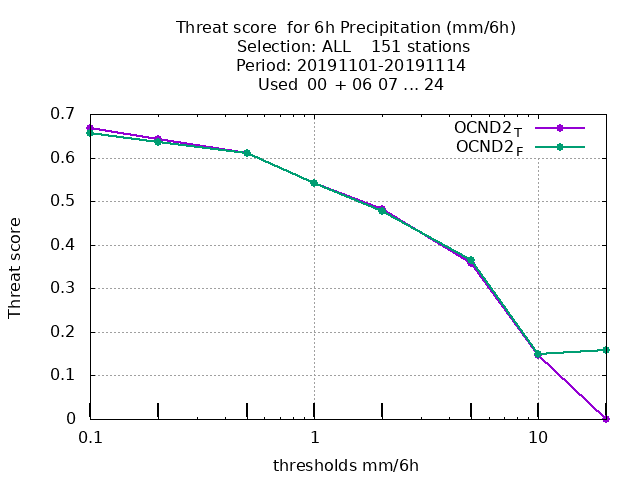 Threat score  for 6h Precipitation (mm/6h)
Selection: ALL    151 stations
Period: 20191101-20191114
Used  00  + 06 07 ... 24
OCND2_T
OCND2_F
0.7
0.6
0.5
0.4
0.3
0.2
0.1
0
Threat score
0.1
1
10
thresholds mm/6h